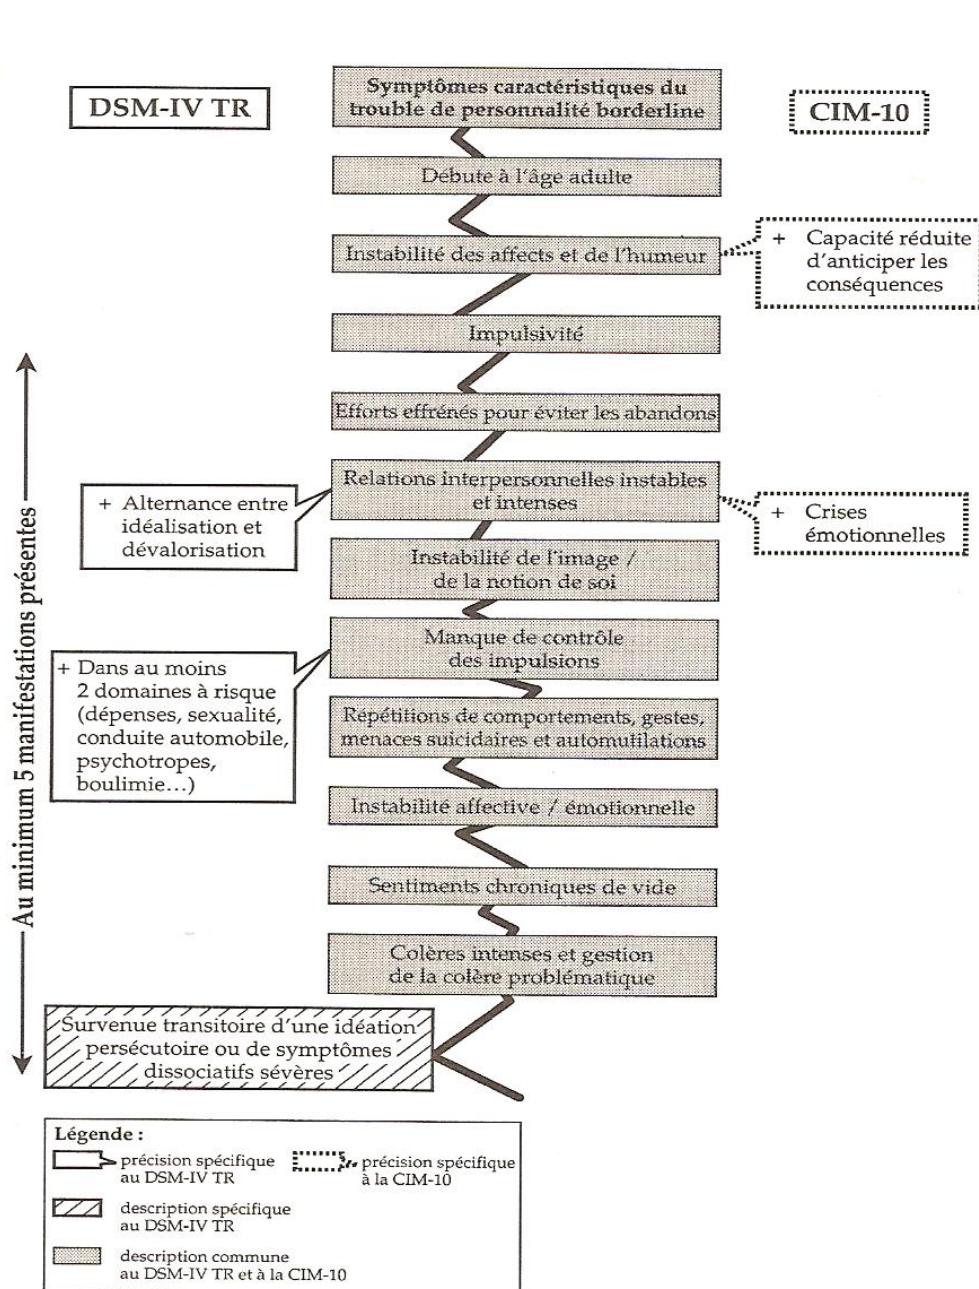 DSM-IV TR
Symptômes caractéristiques du
trouble de personnalité borderline
CIM-10
Débute à l'âge adulte
Instabilité des affects et de l'humeur
+ Capacité réduite
d'anticiper les
conséquences
Impulsivité
Efforts effrénés pour éviter les abandons
Relations interpersonnelles instables
et intenses
+ Alternance entre
idéalisation et
dévalorisation
+ Crises
émotionnelles
Instabilité de l'image /
de la notion de soi
Manque de contrôle
des impulsions
+ Dans au moins
2 domaines à risque
(dépenses, sexualité,
conduite automobile,
psychotropes,
boulimie...)
Répétitions de comportements, gestes,
menaces suicidaires et automutilations
Instabilité affective / émotionnelle
Sentiments chroniques de vide
Colères intenses et gestion
de la colère problématique
Survenue transitoire d'une idéation
persécutoire ou de symptômes
dissociatifs sévères
Au minimum 5 manifestations présentes
Légende :
précision spécifique
au DSM-IV TR
précision spécifique
à la CIM-10
description spécifique
au DSM-IV TR
description commune
au DSM-IV TR et à la CIM-10